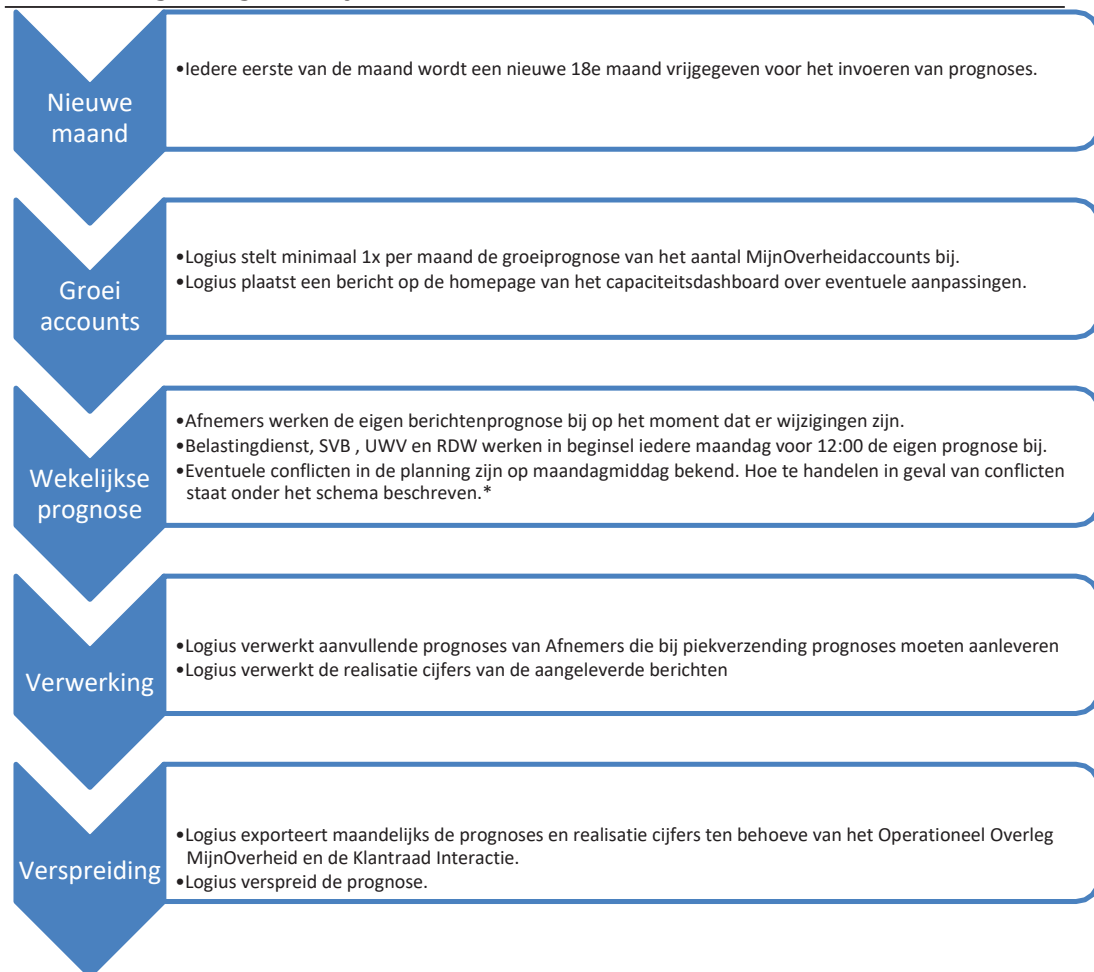 Nieuwe
maand
•Iedere eerste van de maand wordt een nieuwe 18e maand vrijgegeven voor het invoeren van prognoses.
Groei
accounts
•Logius stelt minimaal 1x per maand de groeiprognose van het aantal MijnOverheidaccounts bij.
•Logius plaatst een bericht op de homepage van het capaciteitsdashboard over eventuele aanpassingen.
Wekelijkse
prognose
•Afnemers werken de eigen berichtenprognose bij op het moment dat er wijzigingen zijn.
•Belastingdienst, SVB , UWV en RDW werken in beginsel iedere maandag voor 12:00 de eigen prognose bij.
•Eventuele conflicten in de planning zijn op maandagmiddag bekend. Hoe te handelen in geval van conflicten
staat onder het schema beschreven.*
Verwerking
•Logius verwerkt aanvullende prognoses van Afnemers die bij piekverzending prognoses moeten aanleveren
•Logius verwerkt de realisatie cijfers van de aangeleverde berichten
Verspreiding
•Logius exporteert maandelijks de prognoses en realisatie cijfers ten behoeve van het Operationeel Overleg
MijnOverheid en de Klantraad Interactie.
•Logius verspreid de prognose.